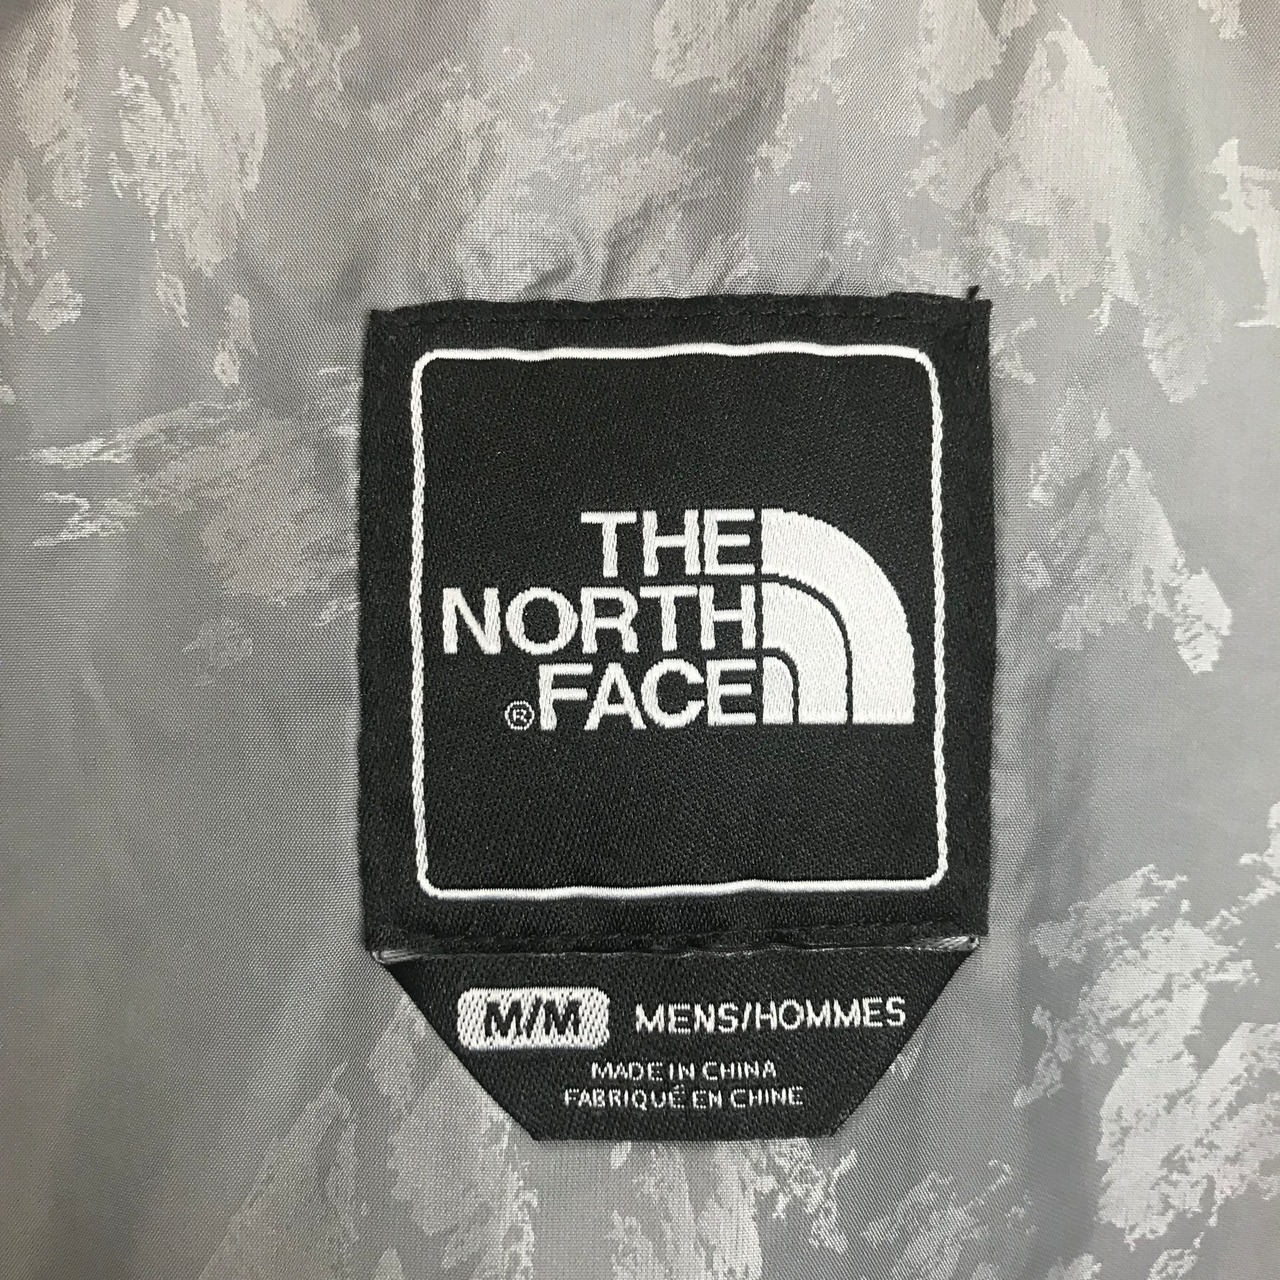 THE
NORTH
®FACE
M/M MENS/HOMMES
MADE IN CHINA
FABRIQUÉ EN CHINE